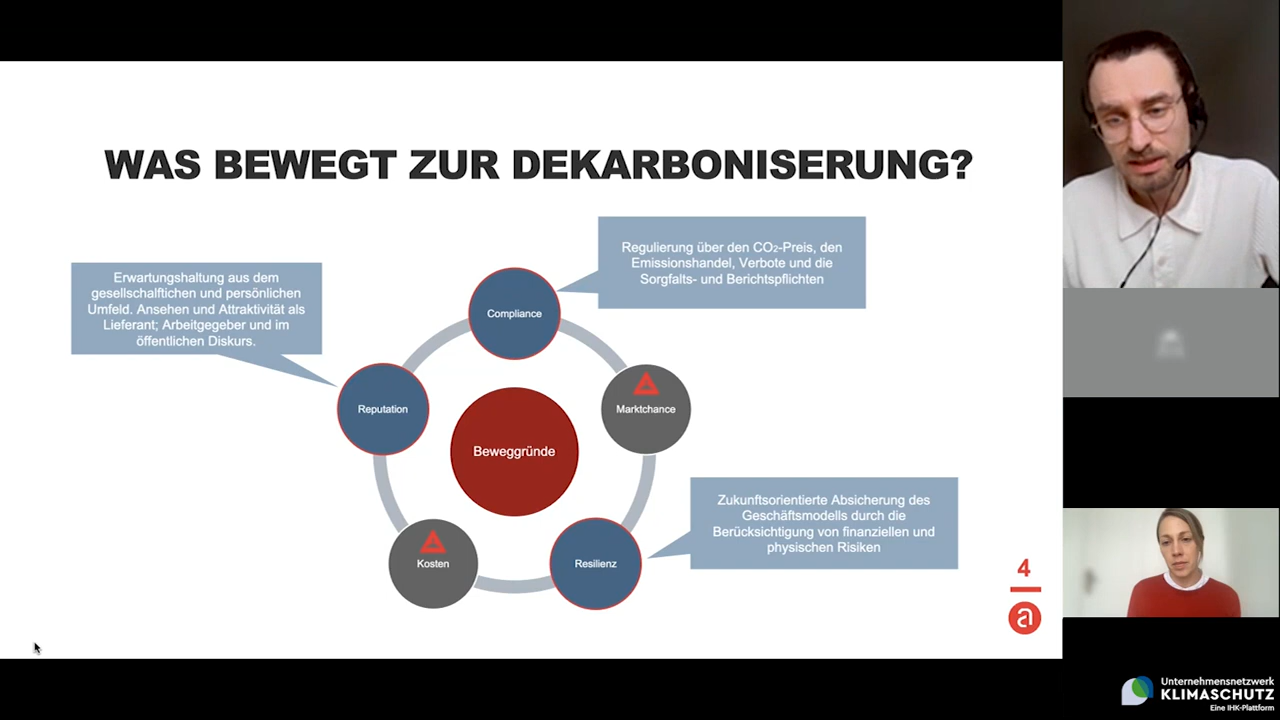 WAS BEWEGT ZUR DEKARBONISERUNG?
Regulierung über den CO₂-Preis, den
Emissionshandel, Verbote und die
Sorgfalts- und Berichtspflichten
Erwartungshaltung aus dem
gesellschaftlichen und persönlichen
Umfeld. Ansehen und Attraktivität als
Lieferant; Arbeitgegeber und im
öffentlichen Diskurs.
Compliance
Reputation
Marktchance
Beweggründe
Zukunftsorientierte Absicherung des
Geschäftsmodells durch die
Berücksichtigung von finanziellen und
physischen Risiken
Kosten
Resilienz
4
a
Unternehmensnetzwerk
KLIMASCHUTZ
Eine IHK-Plattform